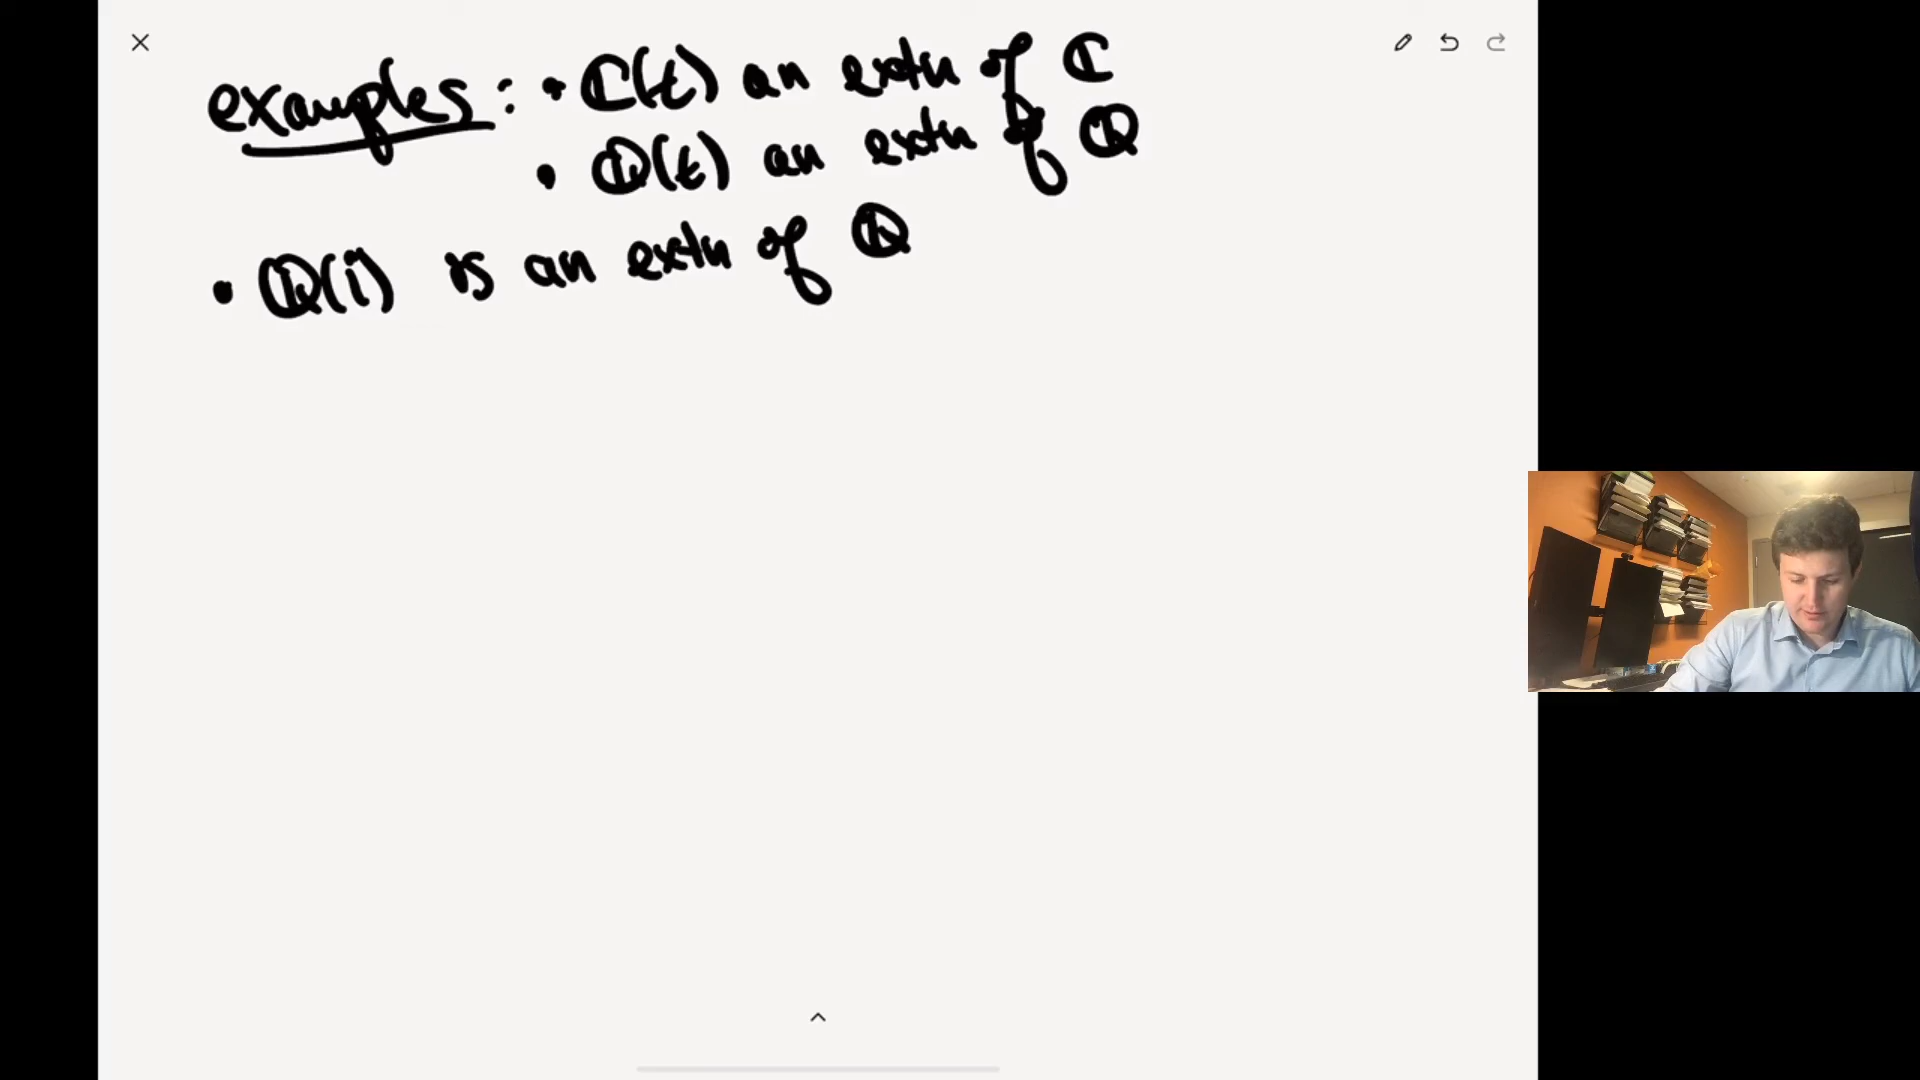 examples: • ℂ(t) an extn of ℂ
• ℚ(t) an extn of ℚ
• ℚ(i) is an extn of ℚ